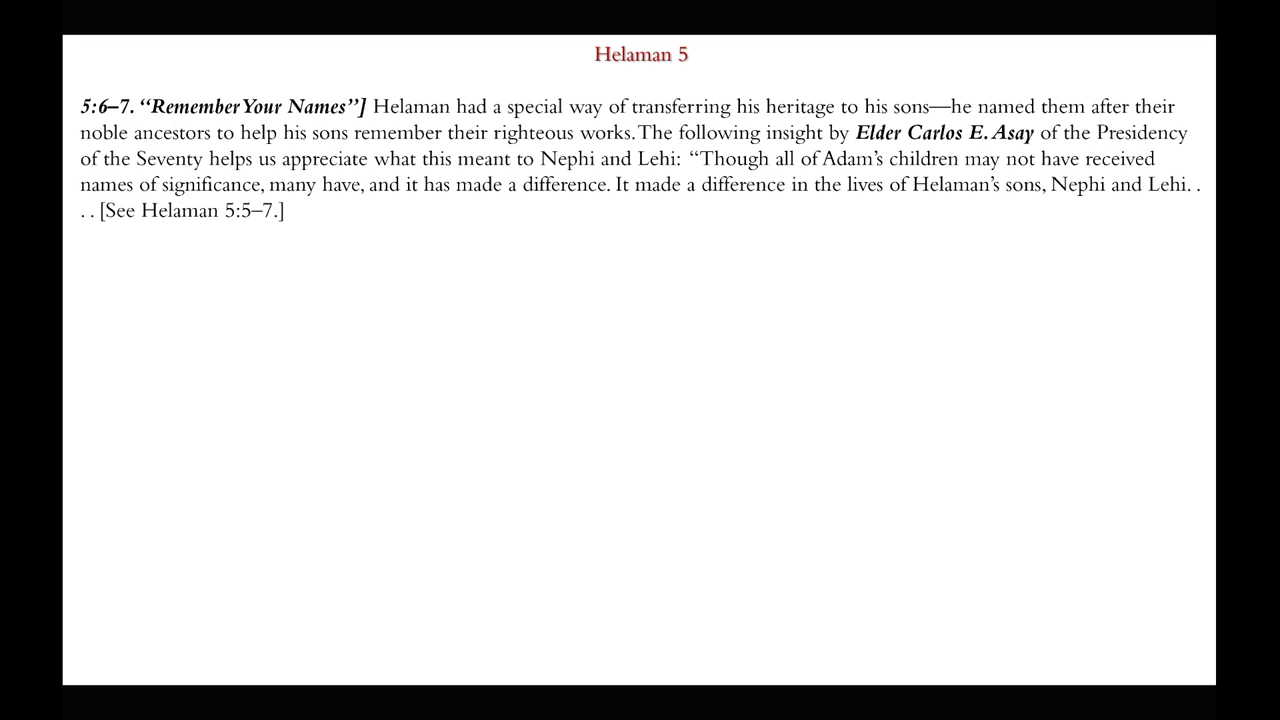 Helaman 5
5:6–7. “Remember Your Names”] Helaman had a special way of transferring his heritage to his sons—he named them after their
noble ancestors to help his sons remember their righteous works. The following insight by Elder Carlos E. Asay of the Presidency
of the Seventy helps us appreciate what this meant to Nephi and Lehi: “Though all of Adam’s children may not have received
names of significance, many have, and it has made a difference. It made a difference in the lives of Helaman’s sons, Nephi and Lehi. .
. . [See Helaman 5:5–7.]